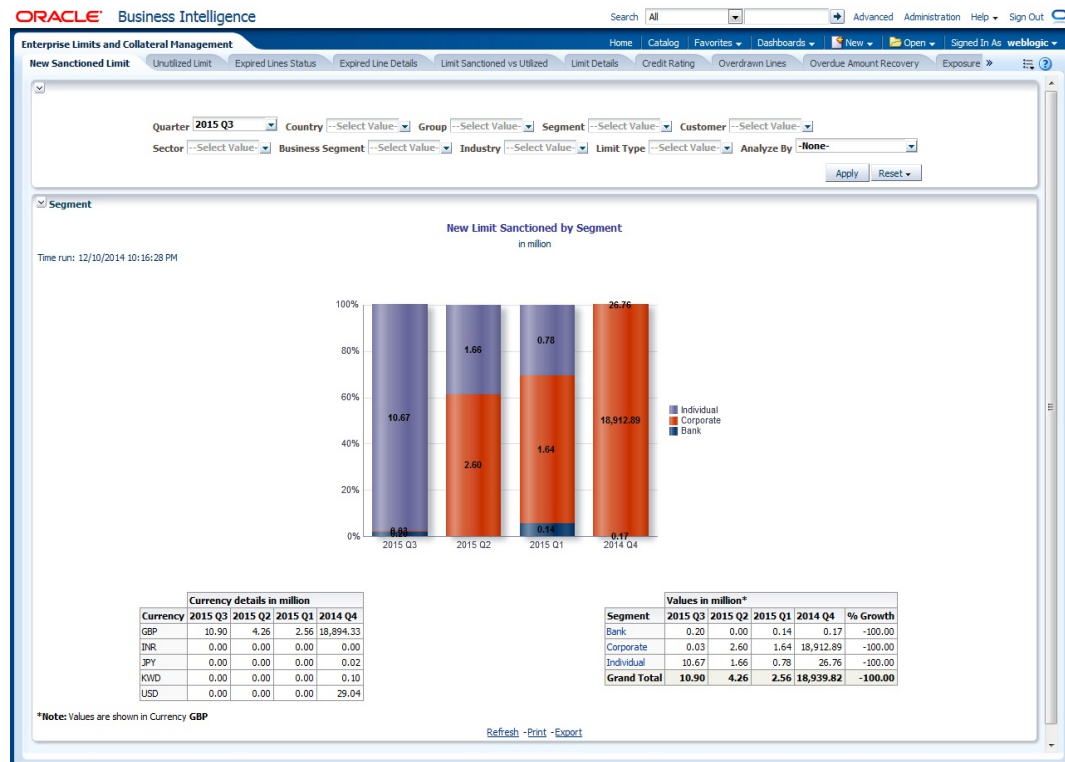 ORACLE Business Intelligence
Search All Advanced Administration Help Sign Out
Enterprise Limits and Collateral Management
Home Catalog Favorites Dashboards New Open Signed In As weblogic
New Sanctioned Limit Unutilized Limit Expired Lines Status Expired Line Details Limit Sanctioned vs Utilized Limit Details Credit Rating Overdrawn Lines Overdue Amount Recovery Exposure »
Quarter 2015 Q3 Country --Select Value- Group --Select Value- Segment --Select Value- Customer --Select Value-
Sector --Select Value- Business Segment --Select Value- Industry --Select Value- Limit Type --Select Value- Analyze By -None-
Apply Reset
Segment
New Limit Sanctioned by Segment
in million
Time run: 12/10/2014 10:16:28 PM
100%
80%
60%
40%
20%
0%
10.67
0.03
0.20
1.66
2.60
0.78
1.64
0.14
26.76
18,912.89
0.17
2015 Q3 2015 Q2 2015 Q1 2014 Q4
Individual
Corporate
Bank
Currency details in million
Currency 2015 Q3 2015 Q2 2015 Q1 2014 Q4
GBP 10.90 4.26 2.56 18,894.33
INR 0.00 0.00 0.00 0.00
JPY 0.00 0.00 0.00 0.02
KWD 0.00 0.00 0.00 0.10
USD 0.00 0.00 0.00 29.04
Values in million*
Segment 2015 Q3 2015 Q2 2015 Q1 2014 Q4 % Growth
Bank 0.20 0.00 0.14 0.17 -100.00
Corporate 0.03 2.60 1.64 18,912.89 -100.00
Individual 10.67 1.66 0.78 26.76 -100.00
Grand Total 10.90 4.26 2.56 18,939.82 -100.00
*Note: Values are shown in Currency GBP
Refresh -Print -Export